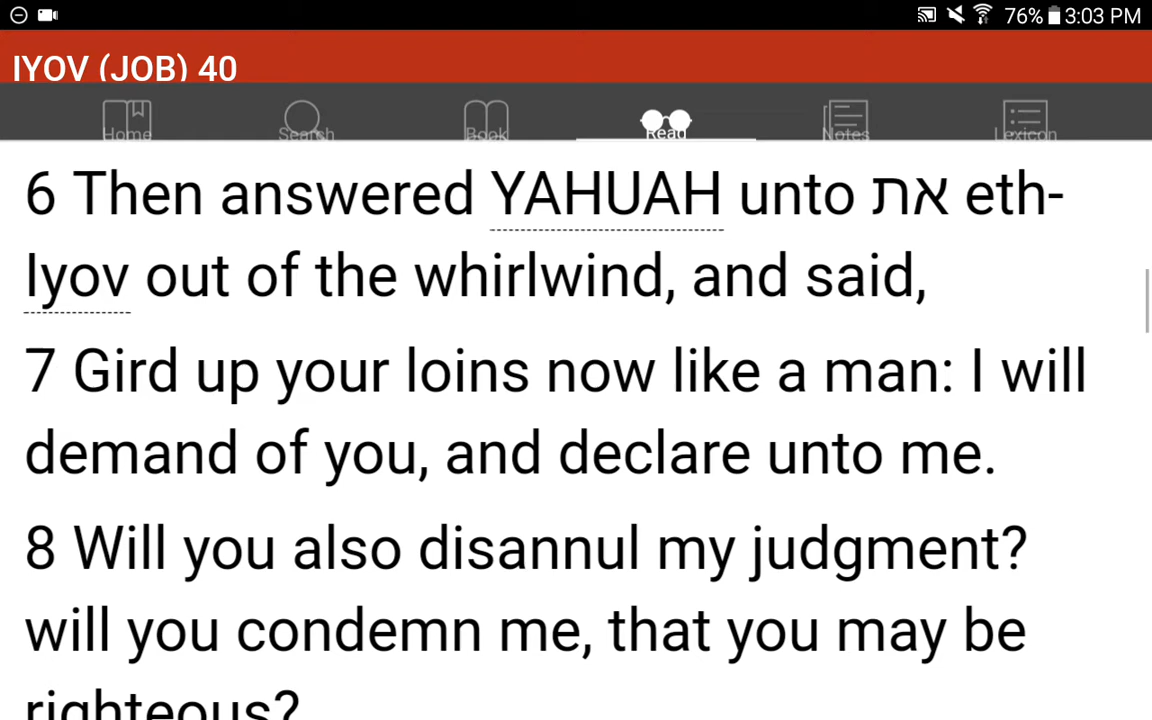 76% 3:03 PM
IYOV (JOB) 40
Home Search Book Read Notes Lexicon
6 Then answered YAHUAH unto את eth-
Iyov out of the whirlwind, and said,
7 Gird up your loins now like a man: I will
demand of you, and declare unto me.
8 Will you also disannul my judgment?
will you condemn me, that you may be
righteous?